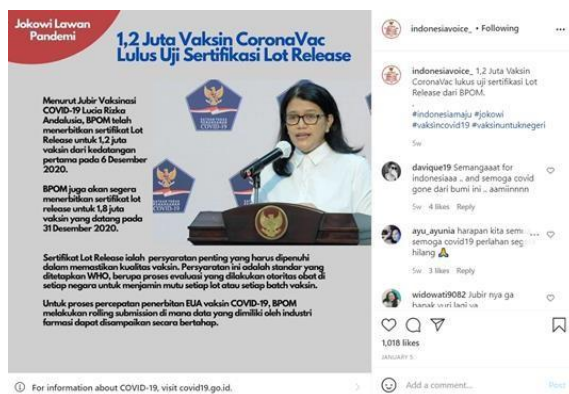 Jokowi Lawan
Pandemi
1,2 Juta Vaksin CoronaVac
Lulus Uji Sertifikasi Lot Release
Menurut Jubir Vaksinasi
COVID-19 Lucia Rizka
Andalusia, BPOM telah
menerbitkan sertifikat Lot
Release untuk 1,2 juta
vaksin dari kedatangan
pertama pada 6 Desember
2020.
BPOM juga akan segera
menerbitkan sertifikat lot
release untuk 1,8 juta
vaksin yang datang pada
31 Desember 2020.
Sertifikat Lot Release ialah persyaratan penting yang harus dipenuhi
dalam memastikan kualitas vaksin. Persyaratan ini adalah standar yang
ditetapkan WHO, berupa proses evaluasi yang dilakukan otoritas obat di
setiap negara untuk menjamin mutu setiap lot atau setiap batch vaksin.
Untuk proses percepatan penerbitan EUA vaksin COVID-19, BPOM
melakukan rolling submission di mana data yang dimiliki oleh industri
farmasi dapat disampaikan secara bertahap.
For information about COVID-19, visit covid19.go.id.
indonesiavoice_ • Following
indonesiavoice_ 1,2 Juta Vaksin
CoronaVac lukus uji sertifikasi Lot
Release dari BPOM.
.
#indonesiamaju #jokowi
#vaksincovid19 #vaksinuntuknegeri
5w
davique19 Semangaaat for
indonesiaaa .. and semoga covid
gone dari bumi ini .. aamiinnnn
5w 4 likes Reply
ayu_ayunia harapan kita sem
semoga covid19 perlahan seg
hilang 🙏
5w 3 likes Reply
widowati9082 Jubir nya ga
1,018 likes
JANUARY 5
Add a comment...
Post